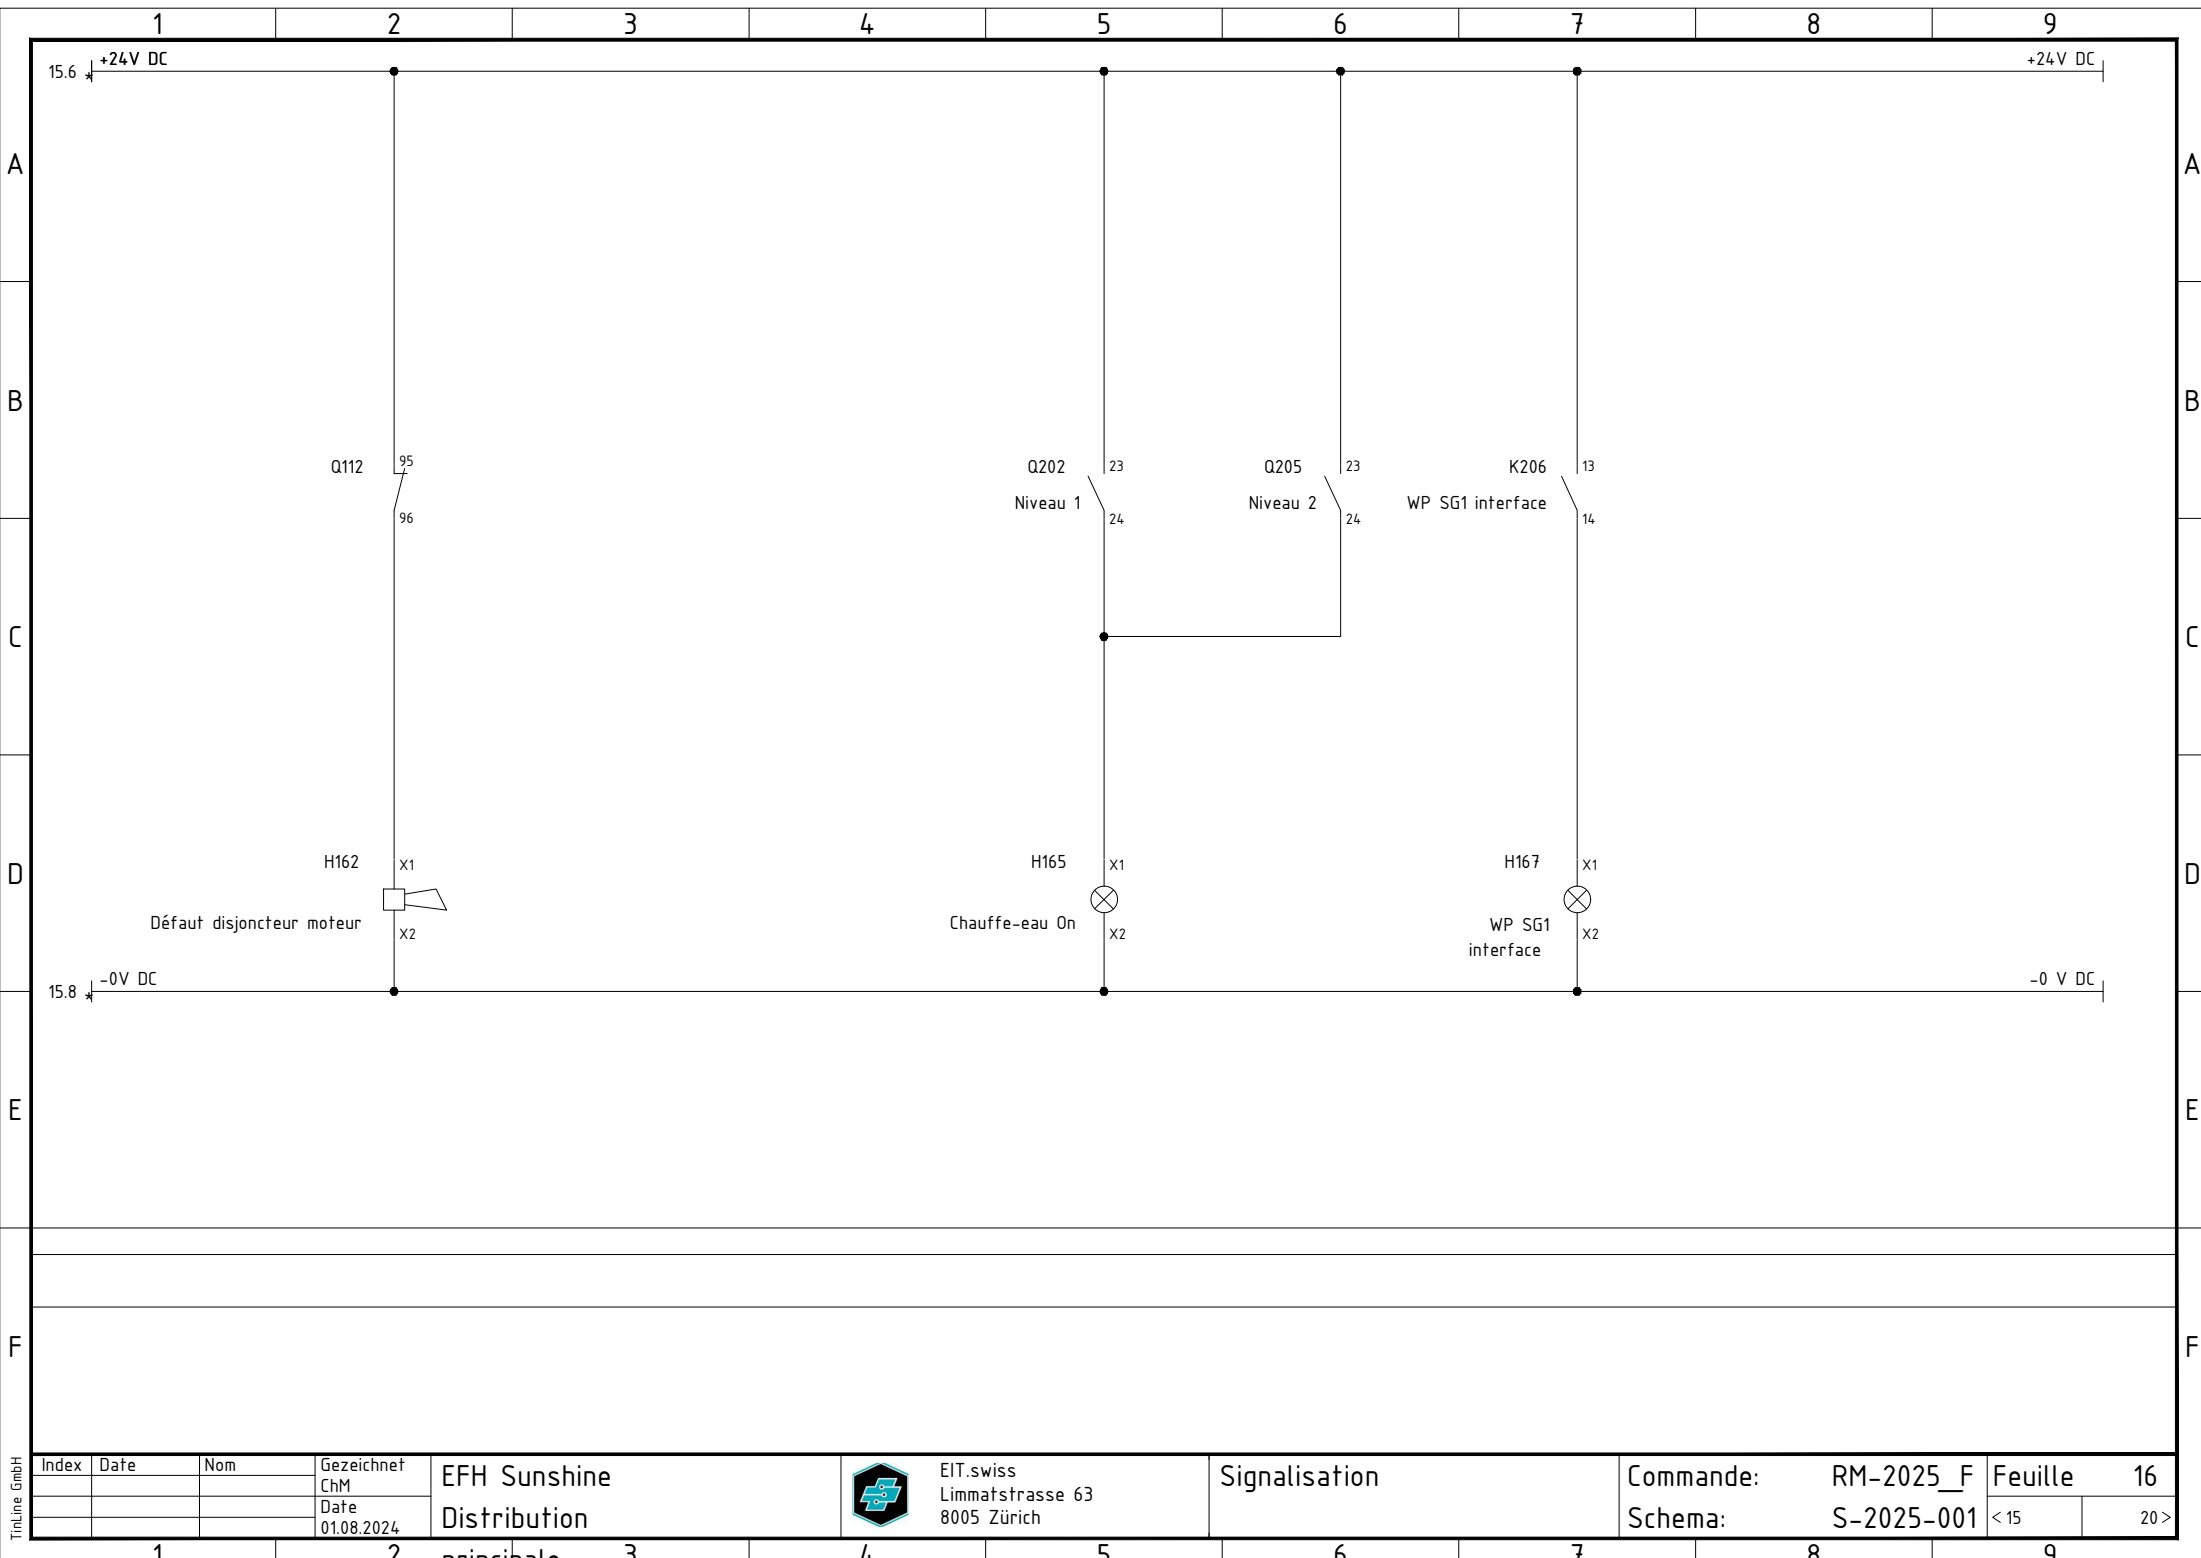 1 2 3 4 5 6 7 8 9
15.6 * +24V DC +24V DC
A A
B B
Q112 95
96
Q202 23
Niveau 1
24
Q205 23
Niveau 2
24
K206 13
WP SG1 interface
14
C C
D D
H162 X1
Défaut disjoncteur moteur
X2
H165 X1
Chauffe-eau On
X2
H167 X1
WP SG1
X2
interface
15.8 * -0V DC -0 V DC
E E
F F
TinLine GmbH
Index Date Nom
Gezeichnet
ChM
Date
01.08.2024
EFH Sunshine
Distribution
principale
EIT.swiss
Limmatstrasse 63
8005 Zürich
Signalisation
Commande: RM-2025__F
Schema: S-2025-001
Feuille 16
< 15 20 >
1 2 3 4 5 6 7 8 9